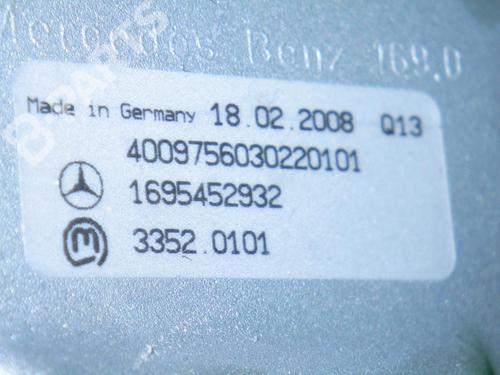 Mercedes Benz 169.0
B PARTS
Made in Germany 18.02.2008 Q13
4009756030220101
1695452932
3352.0101